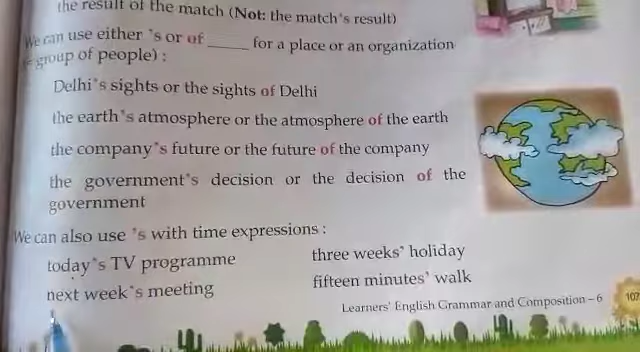 the result of the match (Not: the match's result)
We can use either 's or of _____ for a place or an organization
group of people) :
Delhi's sights or the sights of Delhi
the earth's atmosphere or the atmosphere of the earth
the company's future or the future of the company
the government's decision or the decision of the
government
We can also use 's with time expressions :
today's TV programme
three weeks' holiday
next week's meeting
fifteen minutes' walk
Learners' English Grammar and Composition – 6
107